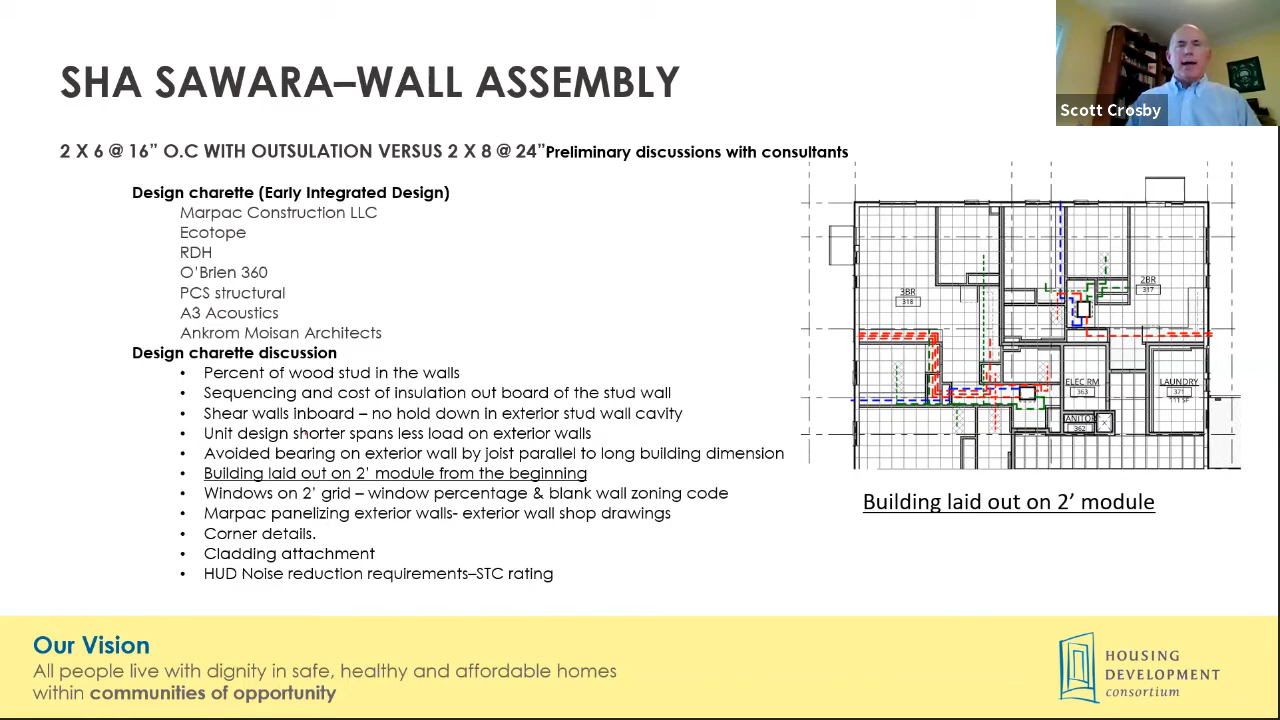 SHA SAWARA–WALL ASSEMBLY
Scott Crosby
2 X 6 @ 16” O.C WITH OUTSULATION VERSUS 2 X 8 @ 24”Preliminary discussions with consultants
Design charette (Early Integrated Design)
Marpac Construction LLC
Ecotope
RDH
O'Brien 360
PCS structural
A3 Acoustics
Ankrom Moisan Architects
Design charette discussion
• Percent of wood stud in the walls
• Sequencing and cost of insulation out board of the stud wall
• Shear walls inboard – no hold down in exterior stud wall cavity
• Unit design shorter spans less load on exterior walls
• Avoided bearing on exterior wall by joist parallel to long building dimension
• Building laid out on 2' module from the beginning
• Windows on 2' grid – window percentage & blank wall zoning code
• Marpac panelizing exterior walls- exterior wall shop drawings
• Corner details.
• Cladding attachment
• HUD Noise reduction requirements–STC rating
3BR
318
2BR
317
ELEC RM
363
LAUNDRY
371
JANITOR
362
Building laid out on 2’ module
Our Vision
All people live with dignity in safe, healthy and affordable homes
within communities of opportunity
HOUSING
DEVELOPMENT
consortium